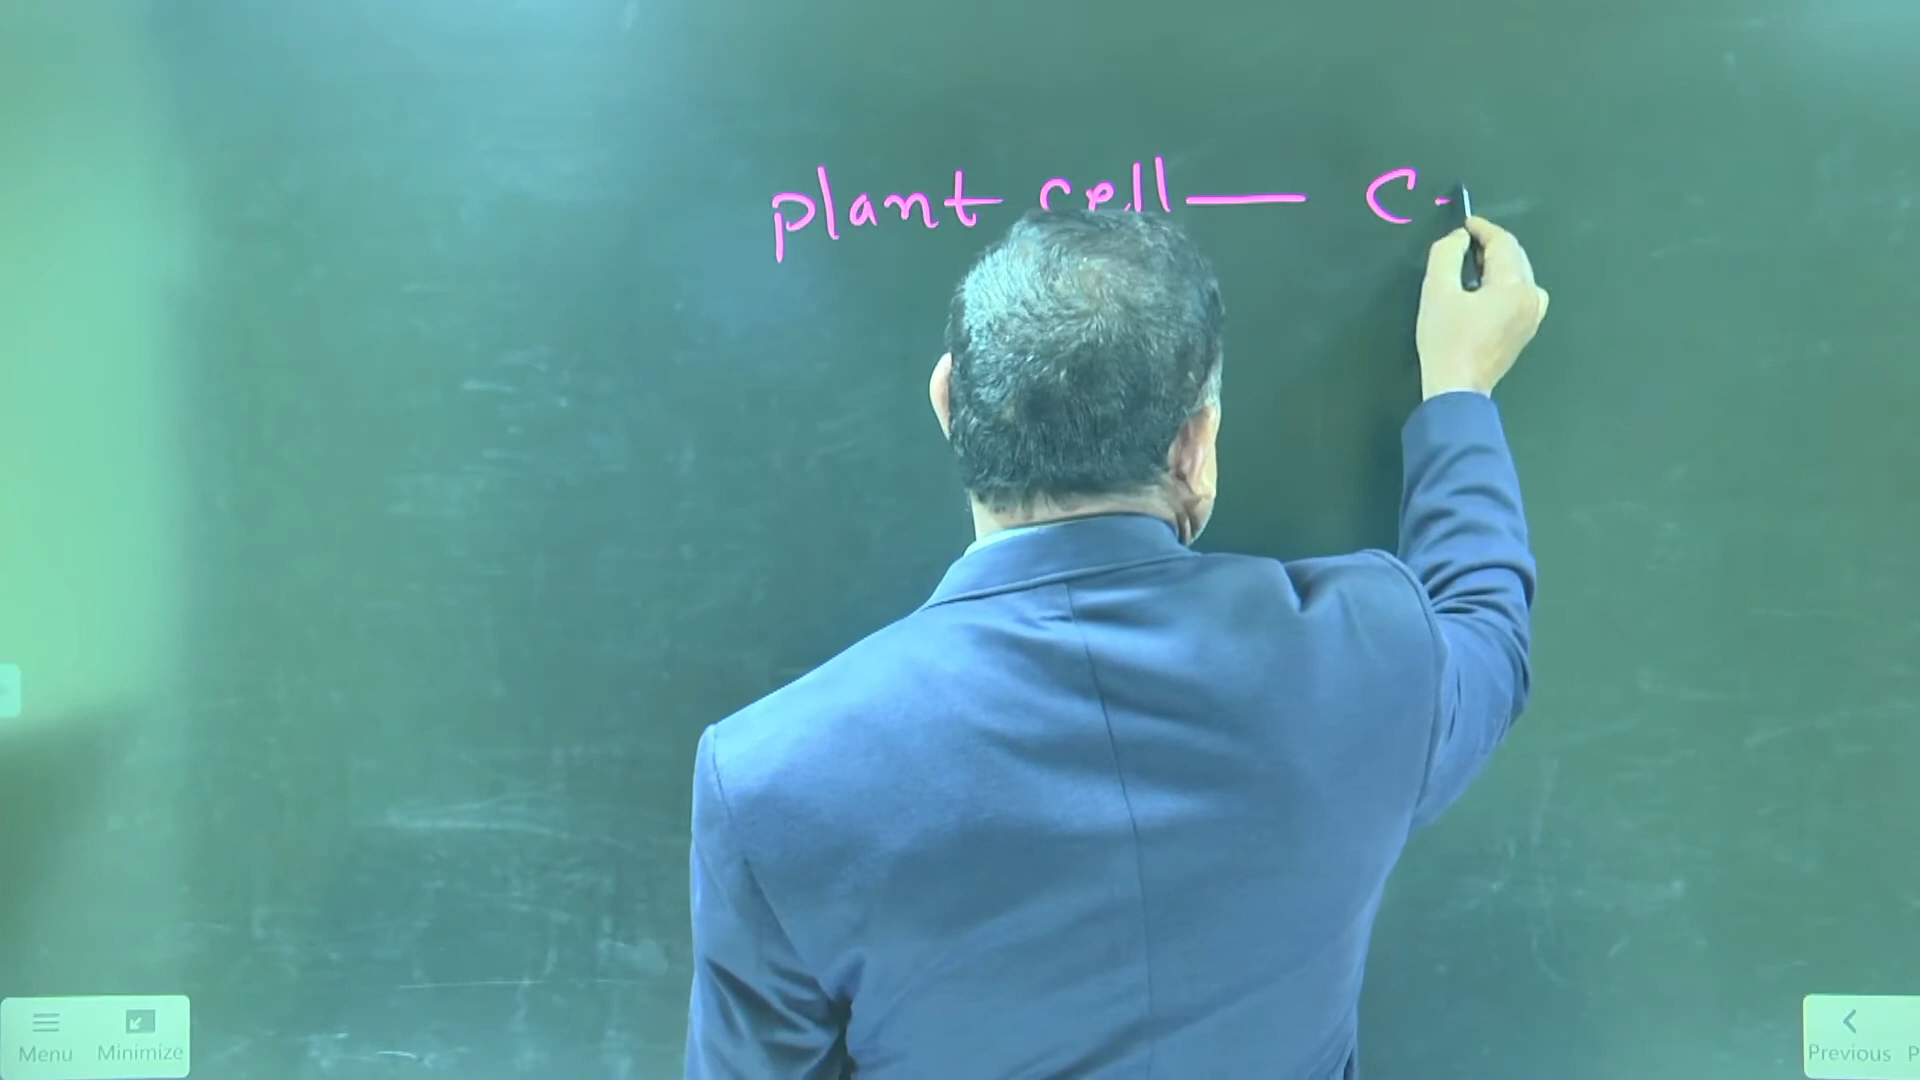 plant cell — C-
Menu Minimize
Previous